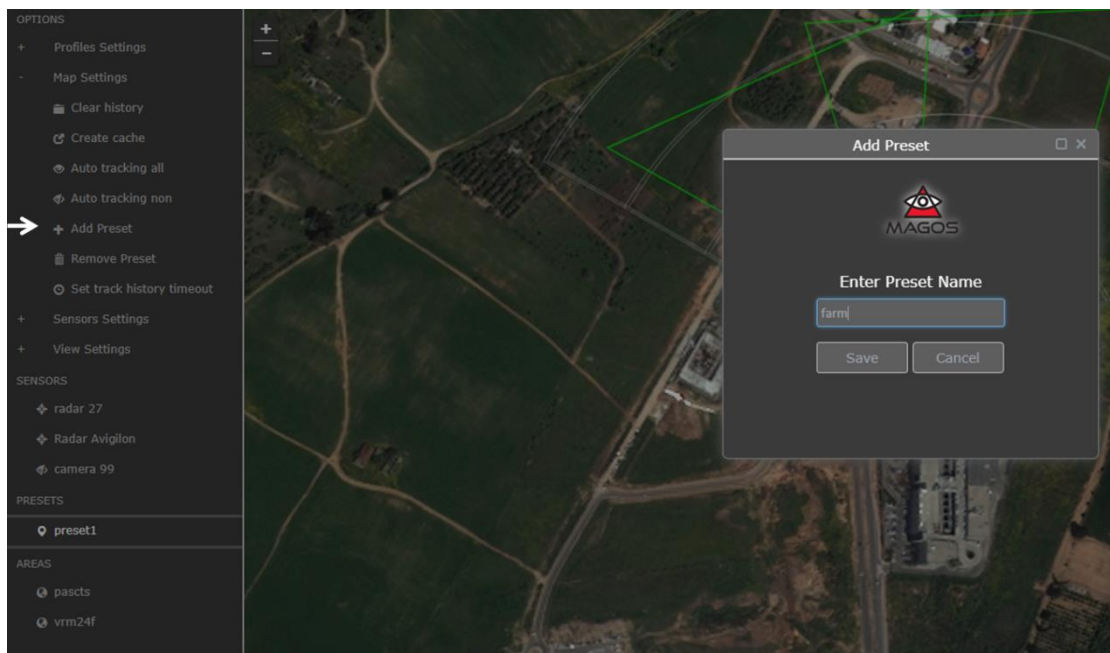 OPTIONS
+ Profiles Settings
- Map Settings
Clear history
Create cache
Auto tracking all
Auto tracking non
Add Preset
Remove Preset
Set track history timeout
+ Sensors Settings
+ View Settings
SENSORS
radar 27
Radar Avigilon
camera 99
PRESETS
preset1
AREAS
pascts
vrm24f
+
-
Add Preset
MAGOS
Enter Preset Name
farm
Save Cancel